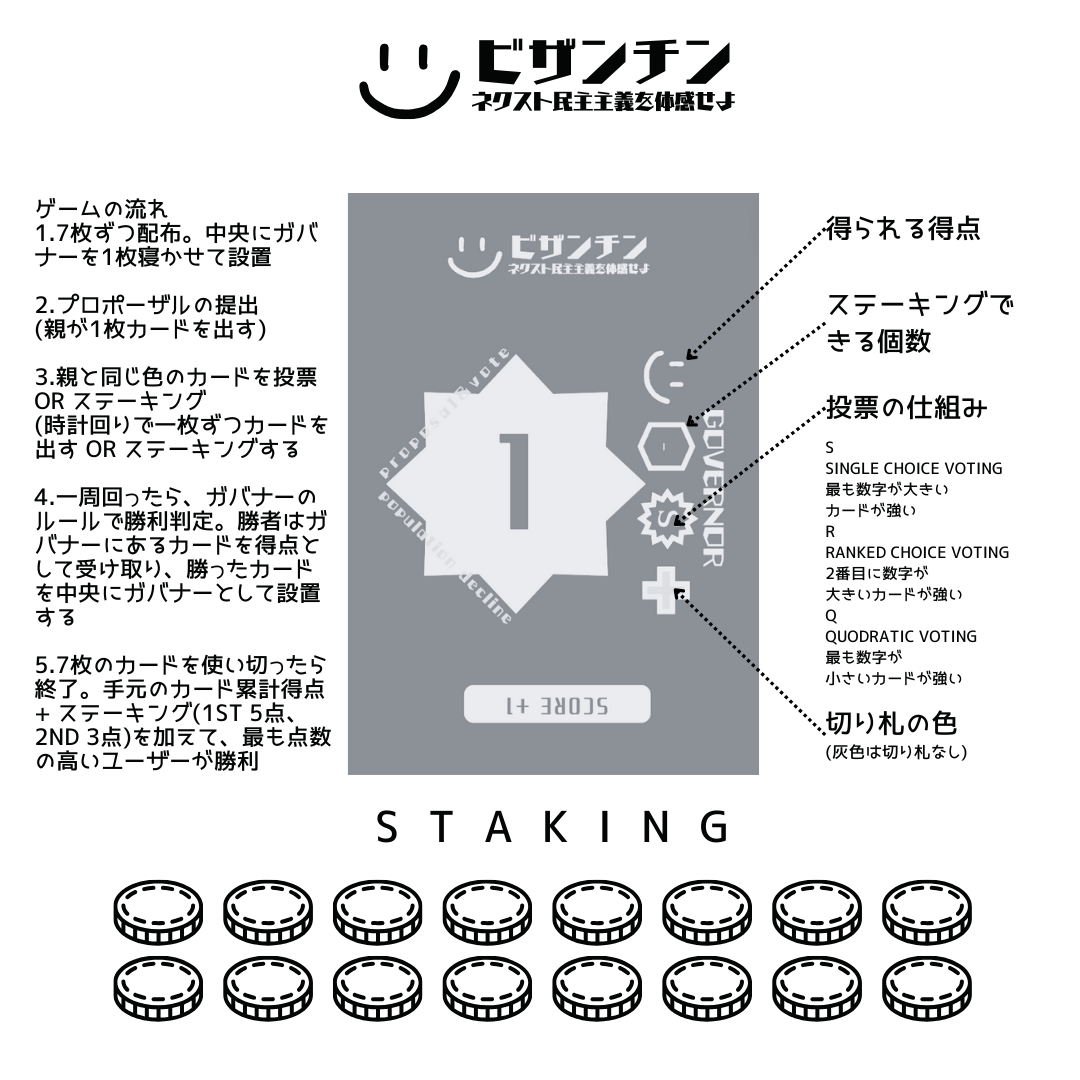 ビザンチン
ネクスト民主主義を体感せよ
ゲームの流れ
1.7枚ずつ配布。中央にガバ
ナーを1枚寝かせて設置
2.プロポーザルの提出
(親が1枚カードを出す)
3.親と同じ色のカードを投票
OR ステーキング
(時計回りで一枚ずつカードを
出す OR ステーキングする
4.一周回ったら、ガバナーの
ルールで勝利判定。勝者はガ
バナーにあるカードを得点と
して受け取り、勝ったカード
を中央にガバナーとして設置
する
5.7枚のカードを使い切ったら
終了。手元のカード累計得点
+ ステーキング(1ST 5点、
2ND 3点)を加えて、最も点数
の高いユーザーが勝利
ビザンチン
ネクスト民主主義を体感せよ
proposal&vote
population decline
1
-
S
GOVERNOR
SCORE +1
得られる得点
ステーキングで
きる個数
投票の仕組み
S
SINGLE CHOICE VOTING
最も数字が大きい
カードが強い
R
RANKED CHOICE VOTING
2番目に数字が
大きいカードが強い
Q
QUODRATIC VOTING
最も数字が
小さいカードが強い
切り札の色
(灰色は切り札なし)
STAKING